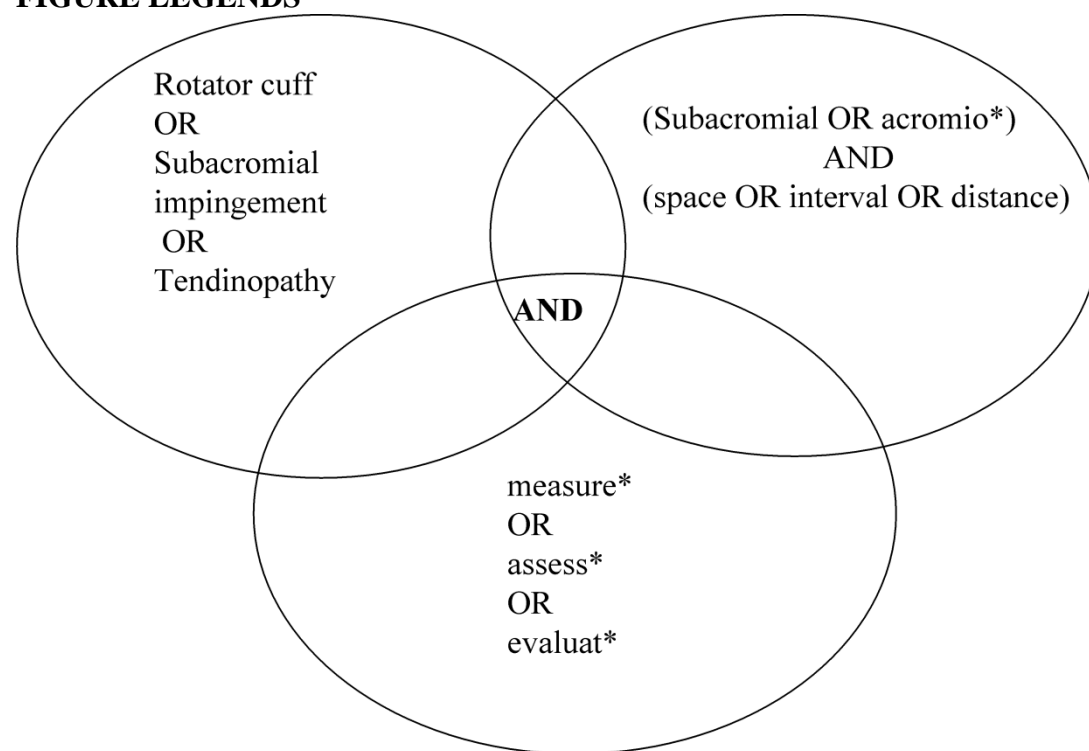 FIGURE LEGENDS
Rotator cuff
OR
Subacromial
impingement
OR
Tendinopathy
(Subacromial OR acromio*)
AND
(space OR interval OR distance)
AND
measure*
OR
assess*
OR
evaluat*